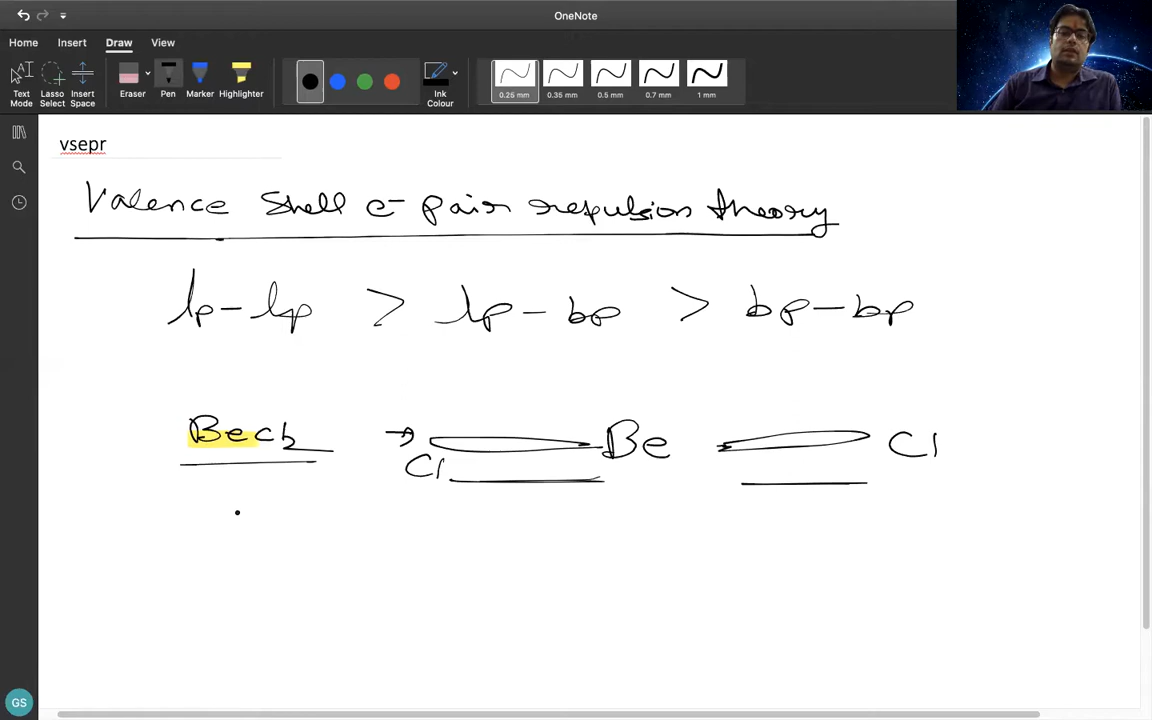 OneNote
Home Insert Draw View
Text Mode
Lasso Select
Insert Space
Eraser
Pen
Marker
Highlighter
Ink Colour
0.25 mm
0.35 mm
0.5 mm
0.7 mm
1 mm
vsepr
Valence Shell e- pair repulsion theory
lp-lp > lp-bp > bp-bp
Becl2 → Cl Be Cl
GS